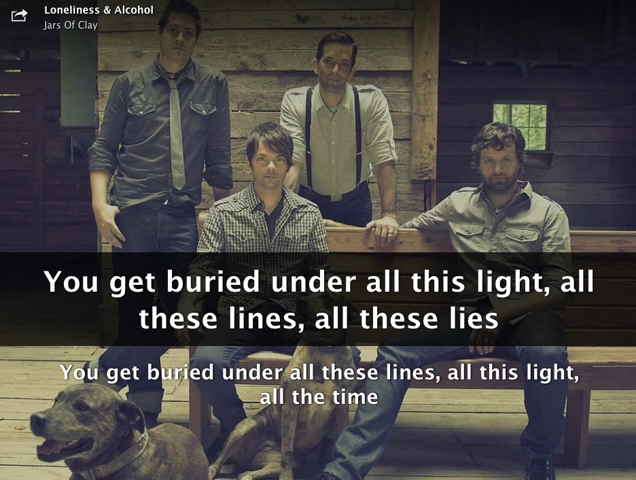 Loneliness & Alcohol
Jars Of Clay
You get buried under all this light, all
these lines, all these lies
You get buried under all these lines, all this light,
all the time